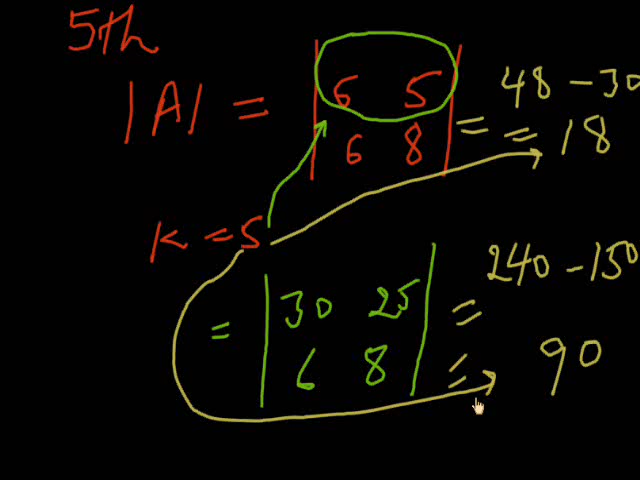 5th
|A| = | 6 5 | = 48 - 30
| 6 8 | = 18
K = 5
= | 30 25 | = 240 - 150
| 6 8 | = 90